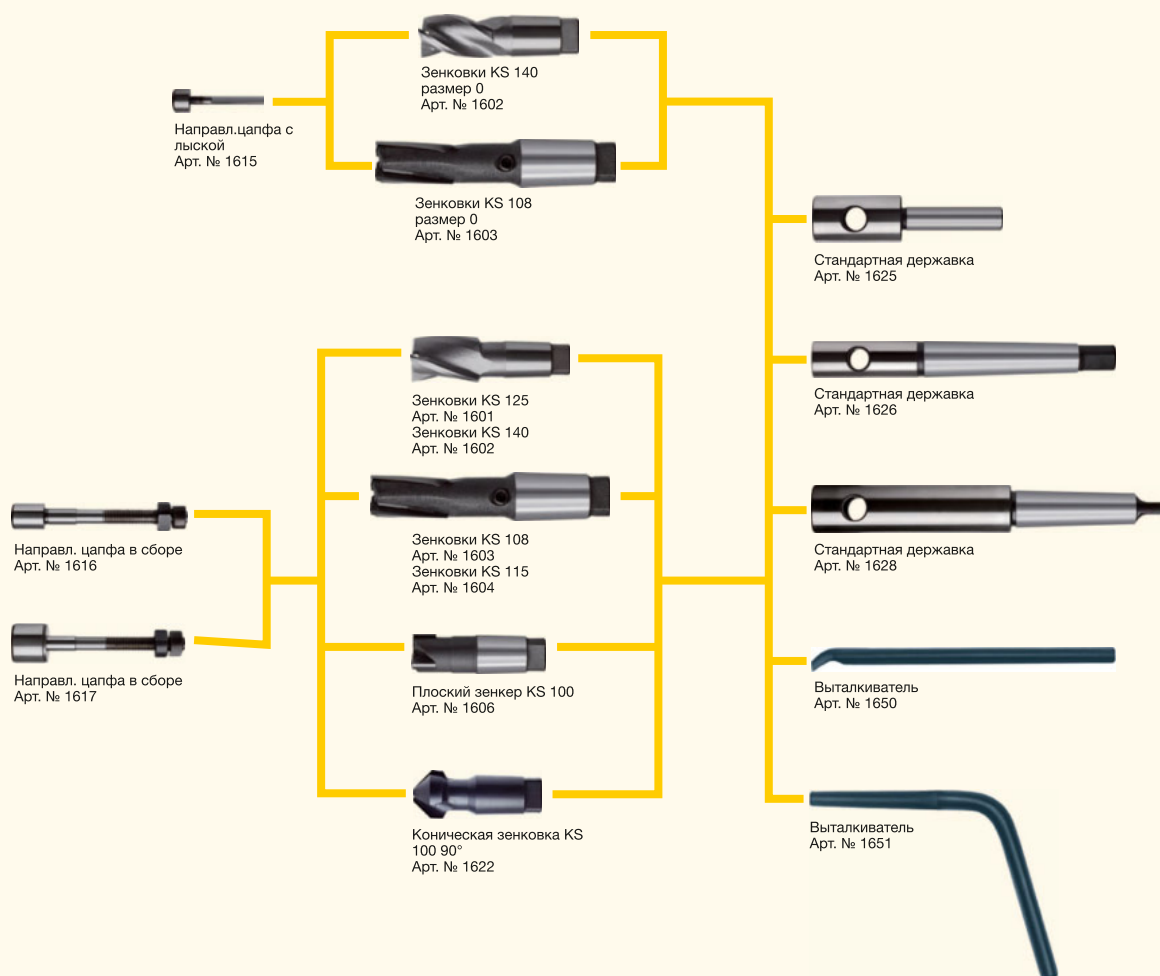 Зенковки KS 140
размер 0
Арт. № 1602
Направл.цапфа с
лыской
Арт. № 1615
Зенковки KS 108
размер 0
Арт. № 1603
Стандартная державка
Арт. № 1625
Зенковки KS 125
Арт. № 1601
Зенковки KS 140
Арт. № 1602
Стандартная державка
Арт. № 1626
Направл. цапфа в сборе
Арт. № 1616
Зенковки KS 108
Арт. № 1603
Зенковки KS 115
Арт. № 1604
Стандартная державка
Арт. № 1628
Направл. цапфа в сборе
Арт. № 1617
Плоский зенкер KS 100
Арт. № 1606
Выталкиватель
Арт. № 1650
Коническая зенковка KS
100 90°
Арт. № 1622
Выталкиватель
Арт. № 1651